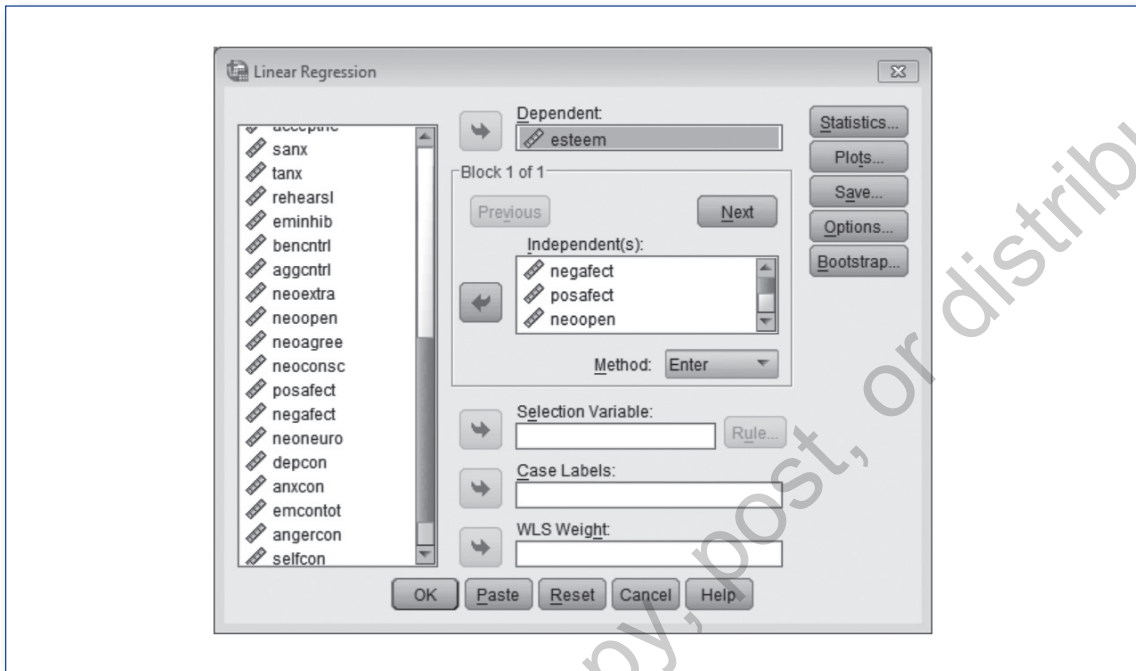 Linear Regression
sanx
tanx
rehearsl
eminhib
bencntrl
aggcntrl
neoextra
neoopen
neoagree
neoconsc
posafect
negafect
neoneuro
depcon
anxcon
emcontot
angercon
selfcon
Dependent:
esteem
Block 1 of 1
Previous
Next
Independent(s):
negafect
posafect
neoopen
Method: Enter
Selection Variable:
Rule...
Case Labels:
WLS Weight:
Statistics...
Plots...
Save...
Options...
Bootstrap...
OK Paste Reset Cancel Help
post, or